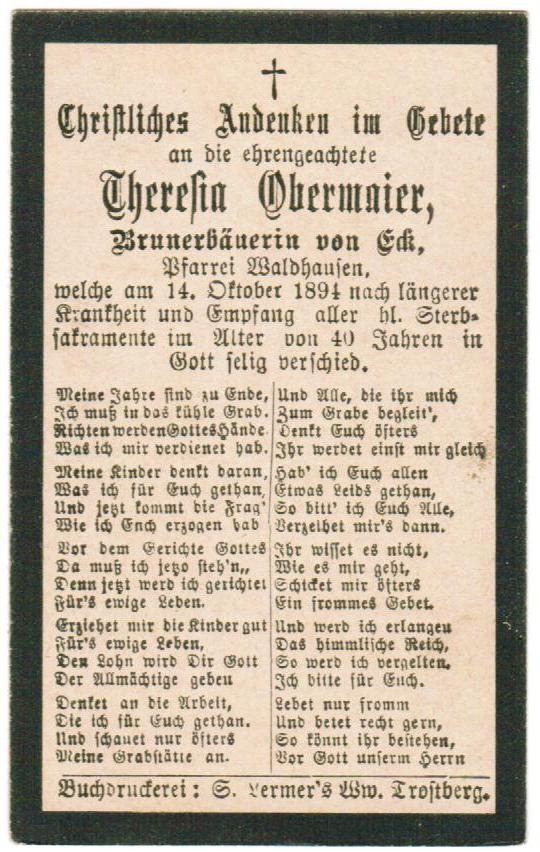 Christliches Andenken im Gebete
an die ehrengeachtete
Theresia Obermaier,
Brunerbäuerin von Eck,
Pfarrei Waldhausen,
welche am 14. Oktober 1894 nach längerer
Krankheit und Empfang aller hl. Sterb-
sakramente im Alter von 40 Jahren in
Gott selig verschied.
Meine Jahre sind zu Ende,
Ich muß in das kühle Grab.
Richten werden Gottes Hände
Was ich mir verdienet hab.
Meine Kinder denkt daran,
Was ich für Euch gethan,
Und jetzt kommt die Frag'
Wie ich Ench erzogen hab
Vor dem Gerichte Gottes
Da muß ich jetzo steh'n,,
Denn jetzt werd ich gerichtet
Für's ewige Leben.
Erziehet mir die Kinder gut
Für's ewige Leben,
Den Lohn wird Dir Gott
Der Allmächtige geben
Denket an die Arbeit,
Die ich für Euch gethan.
Und schauet nur öfters
Meine Grabstätte an.
Und Alle, die ihr mich
Zum Grabe begleit',
Denkt Euch öfters
Ihr werdet einst mir gleich
Hab' ich Euch allen
Etwas Leids gethan,
So bitt' ich Euch Alle,
Verzeihet mir's dann.
Ihr wisset es nicht,
Wie es mir geht,
Schicket mir öfters
Ein frommes Gebet.
Und werd ich erlangen
Das himmlische Reich,
So werd ich vergelten.
Ich bitte für Euch.
Lebet nur fromm
Und betet recht gern,
So könnt ihr bestehen,
Vor Gott unserm Herrn
Buchdruckerei: S. Lermer's Ww. Trostberg.